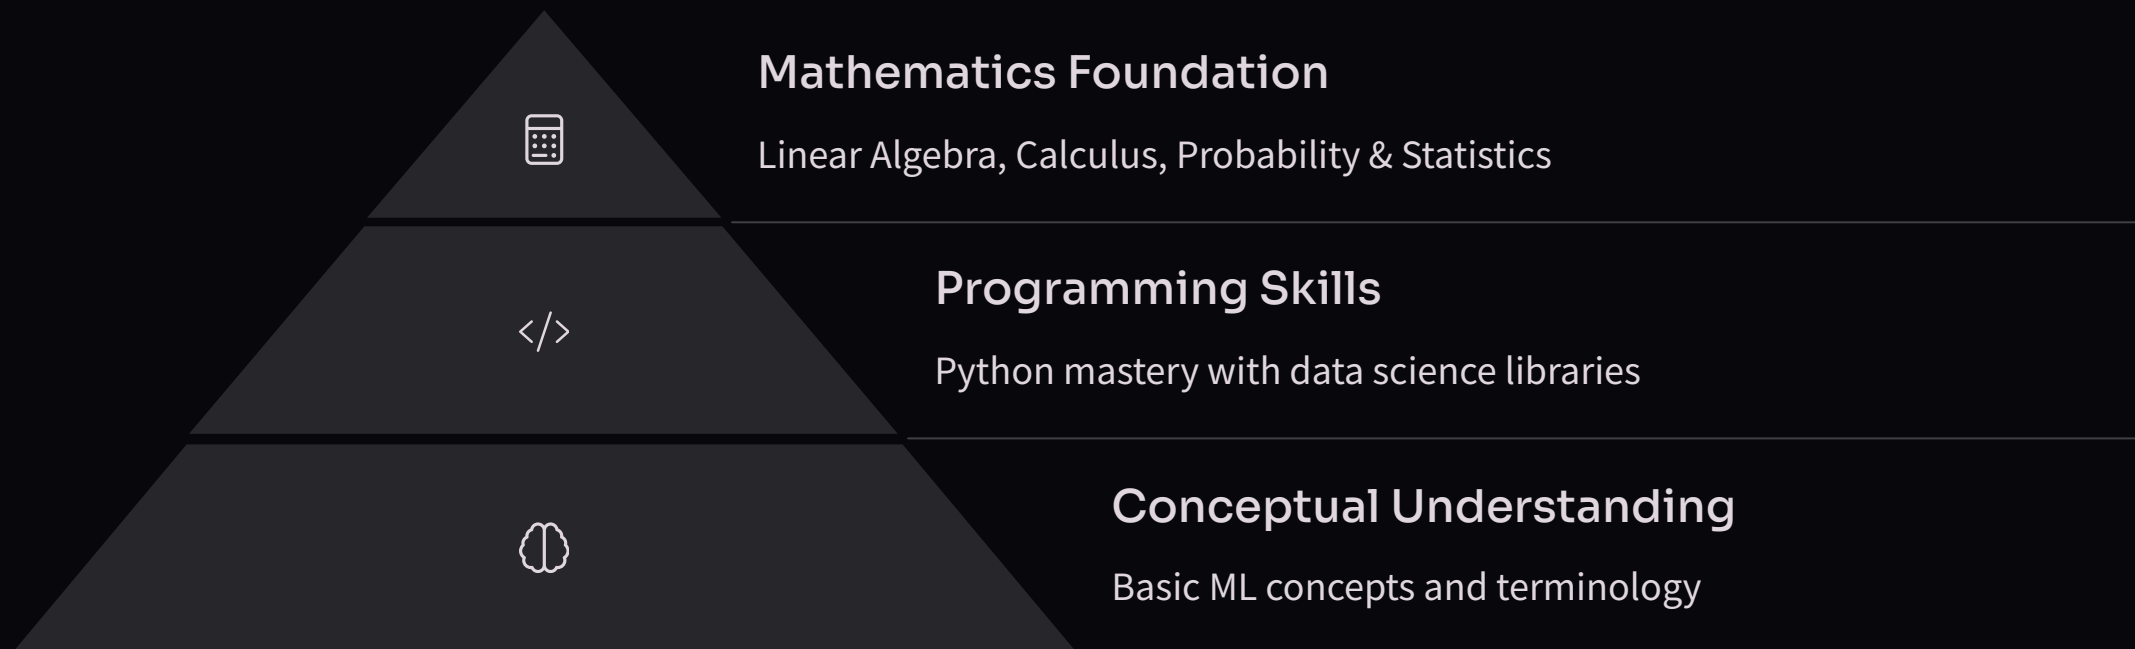 Mathematics Foundation
Linear Algebra, Calculus, Probability & Statistics
Programming Skills
Python mastery with data science libraries
Conceptual Understanding
Basic ML concepts and terminology